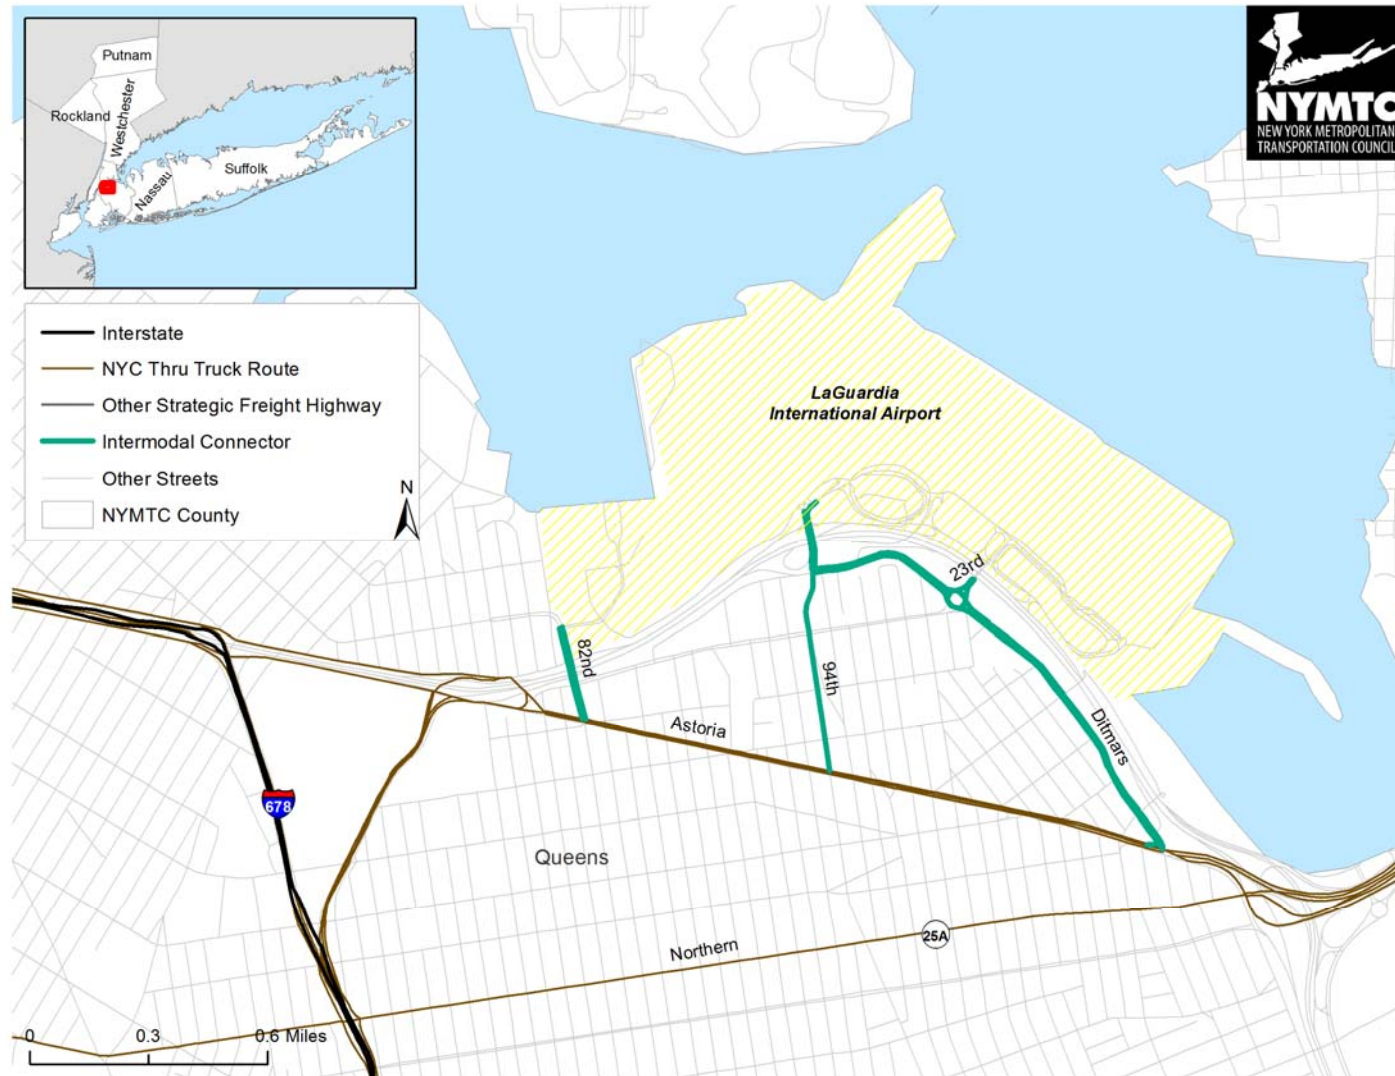 Putnam
Rockland
Westchester
Nassau
Suffolk
NYMTC
NEW YORK METROPOLITAN
TRANSPORTATION COUNCIL
Interstate
NYC Thru Truck Route
Other Strategic Freight Highway
Intermodal Connector
Other Streets
NYMTC County
N
LaGuardia
International Airport
23rd
82nd
94th
Astoria
Ditmars
678
Queens
Northern
25A
0 0.3 0.6 Miles